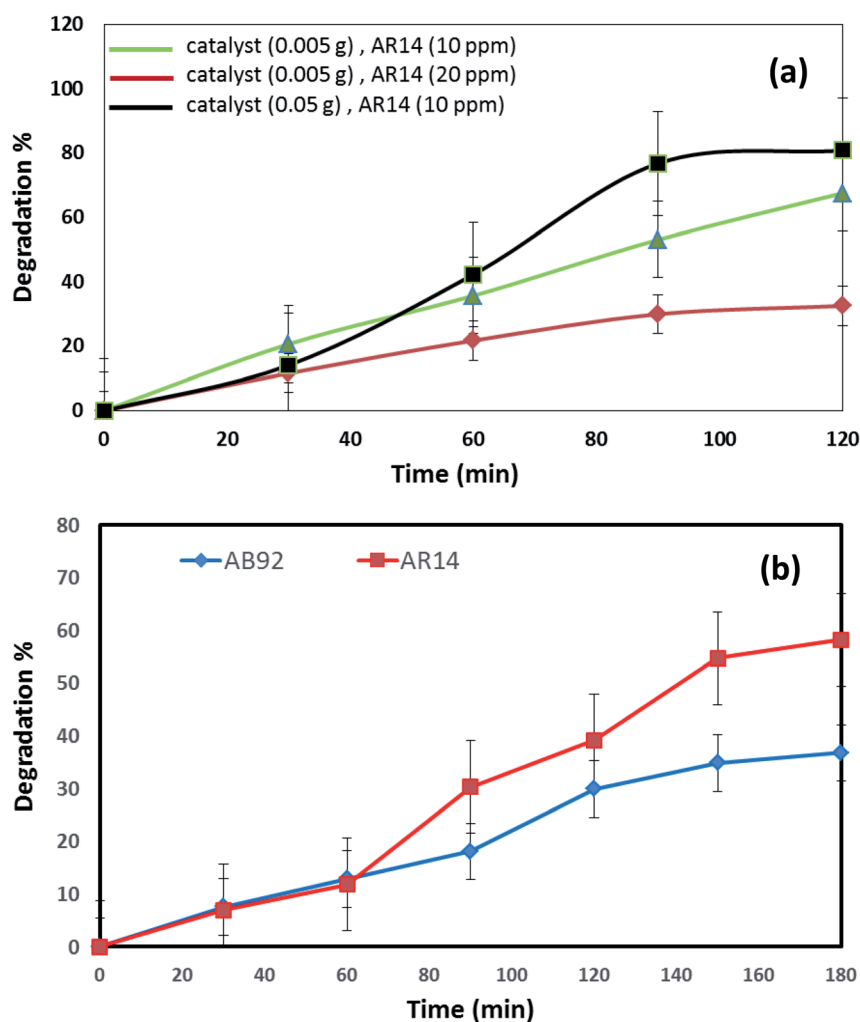 120
100
80
60
40
20
0
Degradation %
catalyst (0.005 g) , AR14 (10 ppm)
catalyst (0.005 g) , AR14 (20 ppm)
catalyst (0.05 g) , AR14 (10 ppm)
(a)
0 20 40 60 80 100 120
Time (min)
80
70
60
50
40
30
20
10
0
Degradation %
AB92 AR14
(b)
0 20 40 60 80 100 120 140 160 180
Time (min)